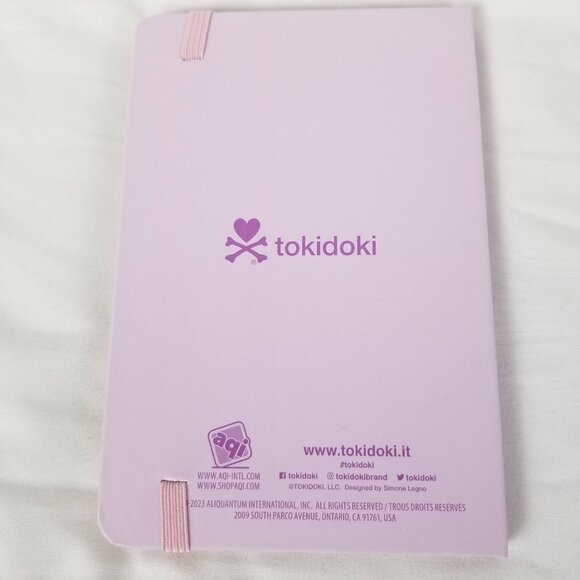 ® tokidoki
aqi
WWW.AQI-INTL.COM
WWW.SHOPAQI.COM
www.tokidoki.it
#tokidoki
tokidoki tokidokibrand tokidoki
©TOKIDOKI, LLC. Designed by Simone Legno
©2023 ALIQUANTUM INTERNATIONAL, INC. ALL RIGHTS RESERVED / TROUS DROITS RESERVÉS
2009 SOUTH PARCO AVENUE, ONTARIO, CA 91761, USA